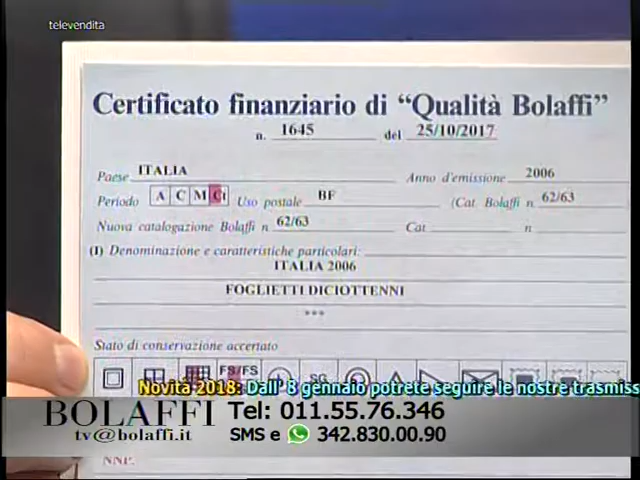 televendita
Certificato finanziario di “Qualità Bolaffi”
n. 1645 del 25/10/2017
Paese ITALIA Anno d'emissione 2006
Periodo A C M Ci Uso postale BF (Cat. Bolaffi n 62/63
Nuova catalogazione Bolaffi n 62/63 Cat n
(I) Denominazione e caratteristiche particolari:
ITALIA 2006
FOGLIETTI DICIOTTENNI
***
Stato di conservazione accertato
FS/FS
SG
Novità 2018: Dall' 8 gennaio potrete seguire le nostre trasmiss
BOLAFFI Tel: 011.55.76.346
tv@bolaffi.it SMS e 342.830.00.90
NNP.